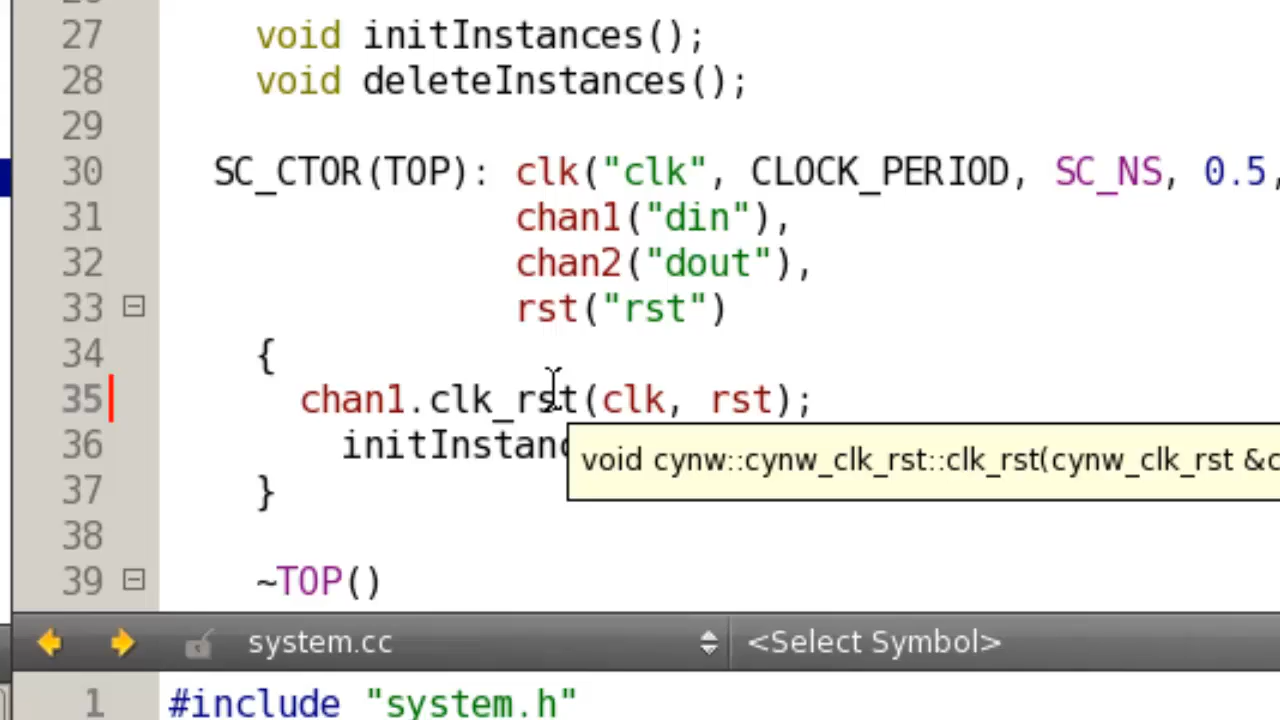 27 void initInstances();
28 void deleteInstances();
29
30 SC_CTOR(TOP): clk("clk", CLOCK_PERIOD, SC_NS, 0.5,
31 chan1("din"),
32 chan2("dout"),
33 rst("rst")
34 {
35 chan1.clk_rst(clk, rst);
36 initInstanc
void cynw::cynw_clk_rst::clk_rst(cynw_clk_rst &c
37 }
38
39 ~TOP()
system.cc <Select Symbol>
1 #include "system.h"